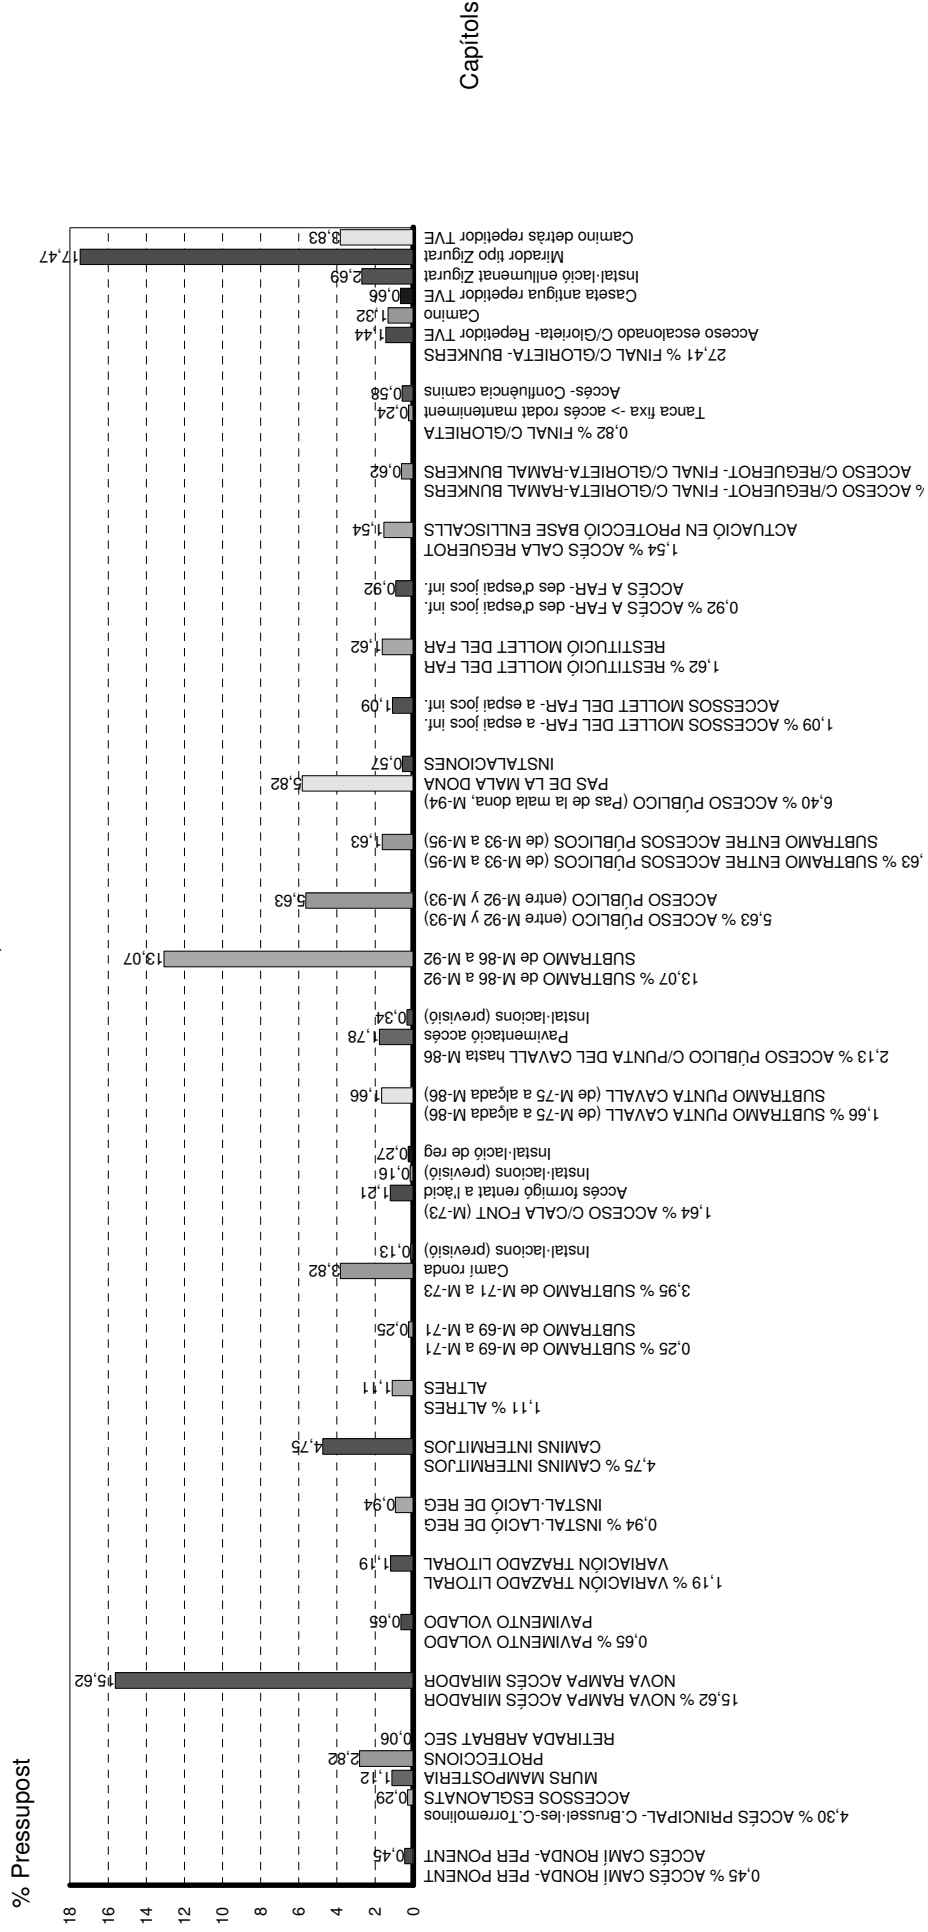 % Pressupost
18
16
14
12
10
8
6
4
2
0
0,45 % ACCÉS CAMÍ RONDA- PER PONENT
ACCÉS CAMÍ RONDA- PER PONENT
0,45
4,30 % ACCÉS PRINCIPAL- C.Brussel·les-C.Torremolinos
ACCESSOS ESGLAONATS
0,29
MURS MAMPOSTERIA
1,12
PROTECCIONS
2,82
RETIRADA ARBRAT SEC
0,06
15,62 % NOVA RAMPA ACCÉS MIRADOR
NOVA RAMPA ACCÉS MIRADOR
15,62
0,65 % PAVIMENTO VOLADO
PAVIMENTO VOLADO
0,65
1,19 % VARIACIÓN TRAZADO LITORAL
VARIACIÓN TRAZADO LITORAL
1,19
0,94 % INSTAL·LACIÓ DE REG
INSTAL·LACIÓ DE REG
0,94
4,75 % CAMINS INTERMITJOS
CAMINS INTERMITJOS
4,75
1,11 % ALTRES
ALTRES
1,11
0,25 % SUBTRAMO de M-69 a M-71
SUBTRAMO de M-69 a M-71
0,25
3,95 % SUBTRAMO de M-71 a M-73
Camí ronda
3,82
Instal·lacions (previsió)
0,13
1,64 % ACCESO C/CALA FONT (M-73)
Accés formigó rentat a l'àcid
1,21
Instal·lacions (previsió)
0,16
Instal·lació de reg
0,27
1,66 % SUBTRAMO PUNTA CAVALL (de M-75 a alçada M-86)
SUBTRAMO PUNTA CAVALL (de M-75 a alçada M-86)
1,66
2,13 % ACCESO PÚBLICO C/PUNTA DEL CAVALL hasta M-86
Pavimentació accés
1,78
Instal·lacions (previsió)
0,34
13,07 % SUBTRAMO de M-86 a M-92
SUBTRAMO de M-86 a M-92
13,07
5,63 % ACCESO PÚBLICO (entre M-92 y M-93)
ACCESO PÚBLICO (entre M-92 y M-93)
5,63
,63 % SUBTRAMO ENTRE ACCESOS PÚBLICOS (de M-93 a M-95)
SUBTRAMO ENTRE ACCESOS PÚBLICOS (de M-93 a M-95)
1,63
6,40 % ACCESO PÚBLICO (Pas de la mala dona, M-94)
PAS DE LA MALA DONA
5,82
INSTALACIONES
0,57
1,09 % ACCESSOS MOLLET DEL FAR- a espai jocs inf.
ACCESSOS MOLLET DEL FAR- a espai jocs inf.
1,09
1,62 % RESTITUCIÓ MOLLET DEL FAR
RESTITUCIÓ MOLLET DEL FAR
1,62
0,92 % ACCÉS A FAR- des d'espai jocs inf.
ACCÉS A FAR- des d'espai jocs inf.
0,92
1,54 % ACCÉS CALA REGUEROT
ACTUACIÓ EN PROTECCIÓ BASE ENLLISCALLS
1,54
% ACCESO C/REGUEROT- FINAL C/GLORIETA-RAMAL BUNKERS
ACCESO C/REGUEROT- FINAL C/GLORIETA-RAMAL BUNKERS
0,62
0,82 % FINAL C/GLORIETA
Tanca fixa -> accés rodat manteniment
0,24
Accés- Confluència camins
0,58
27,41 % FINAL C/GLORIETA- BUNKERS
Acceso escalonado C/Glorieta- Repetidor TVE
1,44
Camino
1,32
Caseta antigua repetidor TVE
0,66
Instal·lació enllumenat Zigurat
2,69
Mirador tipo Zigurat
17,47
Camino detràs repetidor TVE
3,83
Capítols